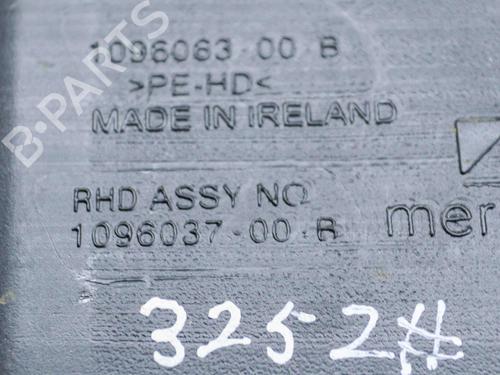 1096063 00 B
>PE-HD<
MADE IN IRELAND
RHD ASSY NO
1096037-00-B
mer
3252#
B-PARTS